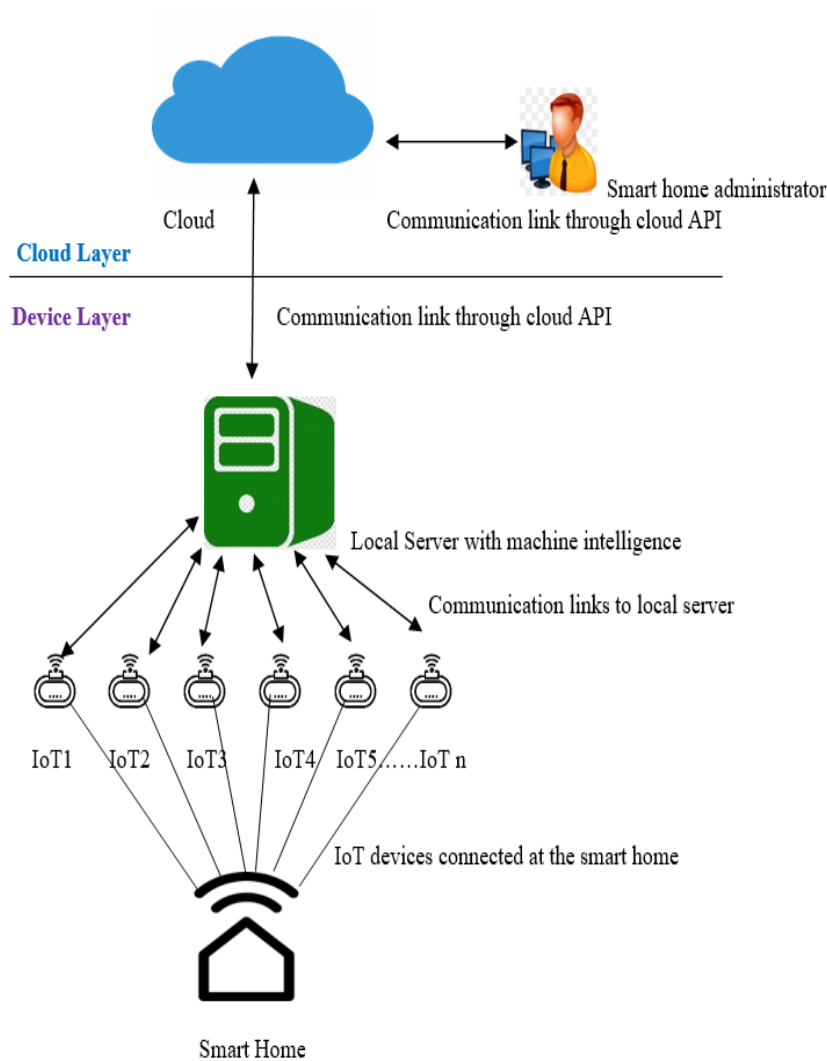 Smart home administrator
Cloud
Communication link through cloud API
Cloud Layer
Device Layer
Communication link through cloud API
Local Server with machine intelligence
Communication links to local server
IoT1
IoT2
IoT3
IoT4
IoT5......IoT n
IoT devices connected at the smart home
Smart Home